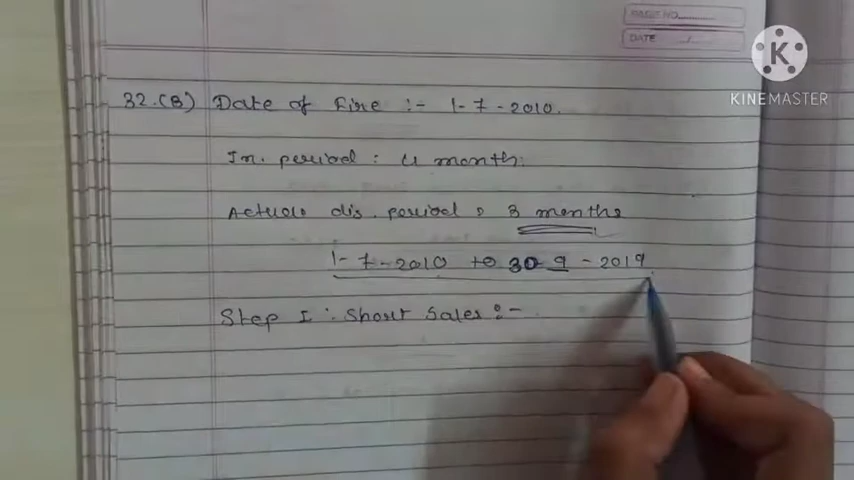 PAGE NO.
DATE / /
K
KINEMASTER
32.(B) Date of Fire :- 1-7-2010.
In. period : 4 month.
Actual dis. period : 3 months
1-7-2010 to 30 9 - 2019
Step I : Short Sales :-